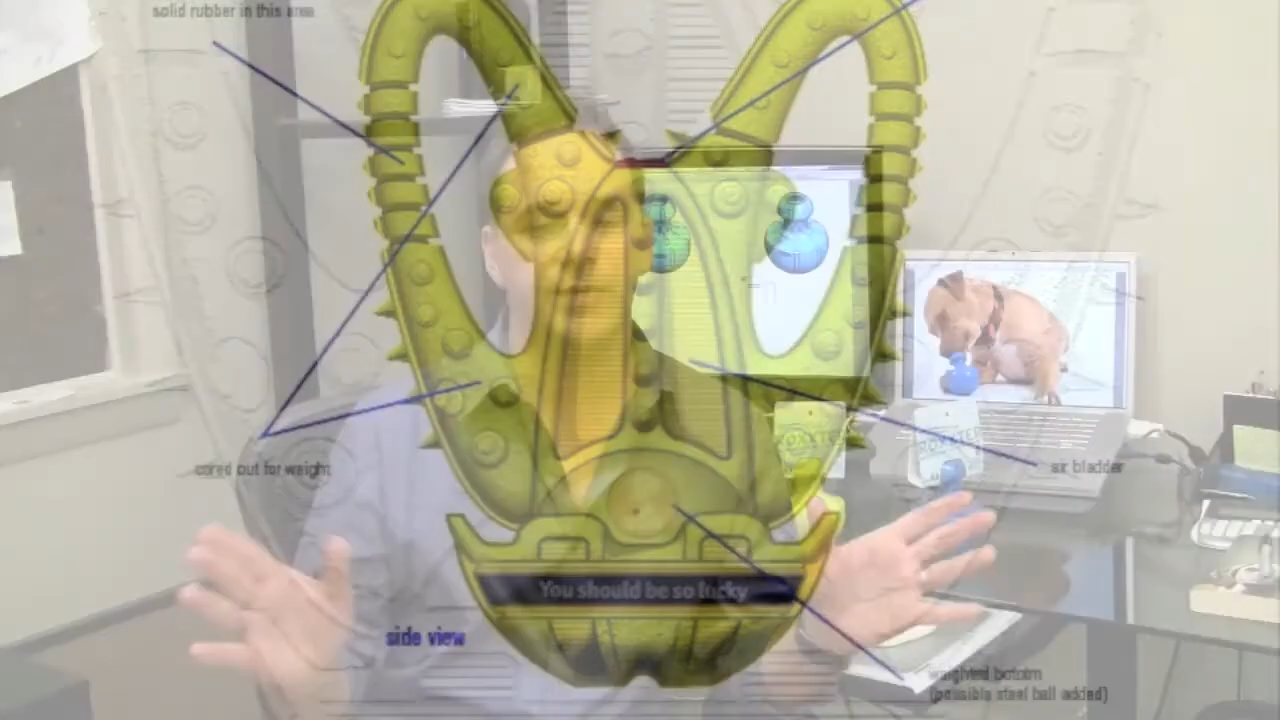 solid rubber in this area
cored out for weight
air bladder
You should be so lucky
side view
weighted bottom
(possible steel ball added)